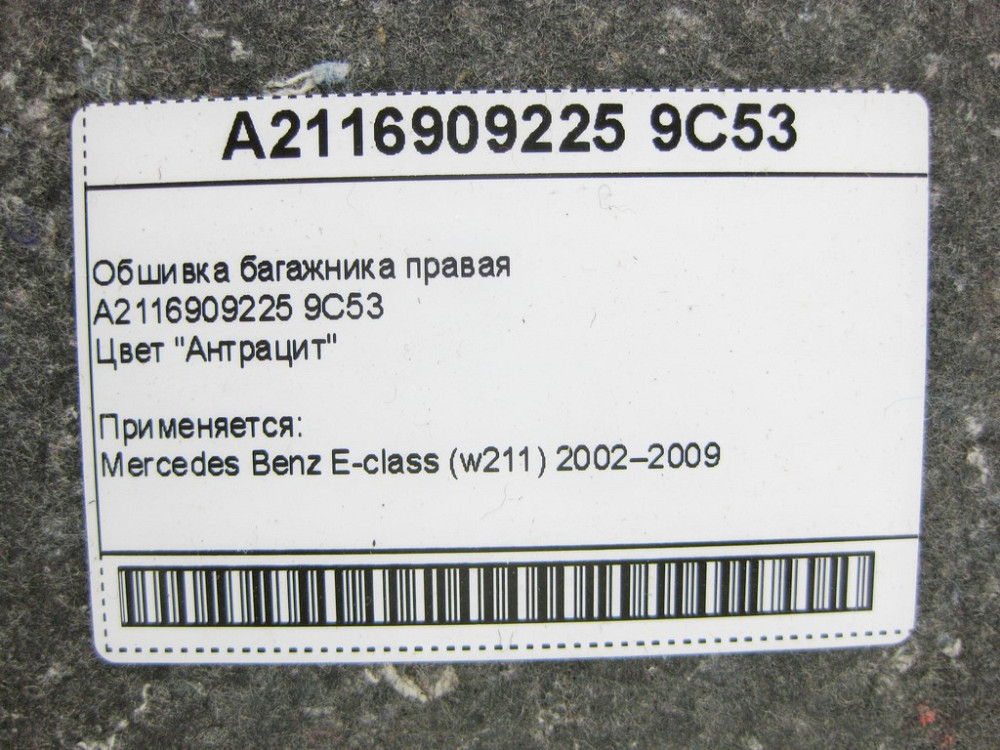 A2116909225 9C53
Обшивка багажника правая
A2116909225 9C53
Цвет "Антрацит"
Применяется:
Mercedes Benz E-class (w211) 2002–2009